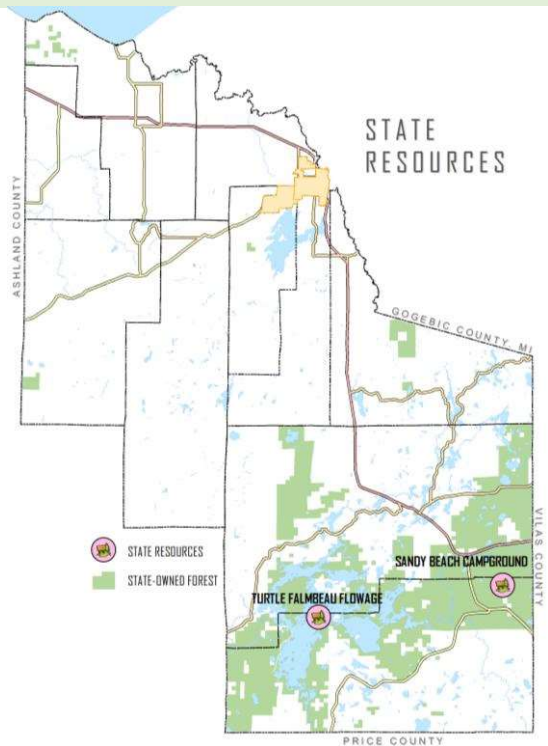 STATE
RESOURCES
ASHLAND COUNTY
GOGEBIC COUNTY, MI
VILAS COUNTY
STATE RESOURCES
STATE-OWNED FOREST
SANDY BEACH CAMPGROUND
TURTLE FALMBEAU FLOWAGE
PRICE COUNTY